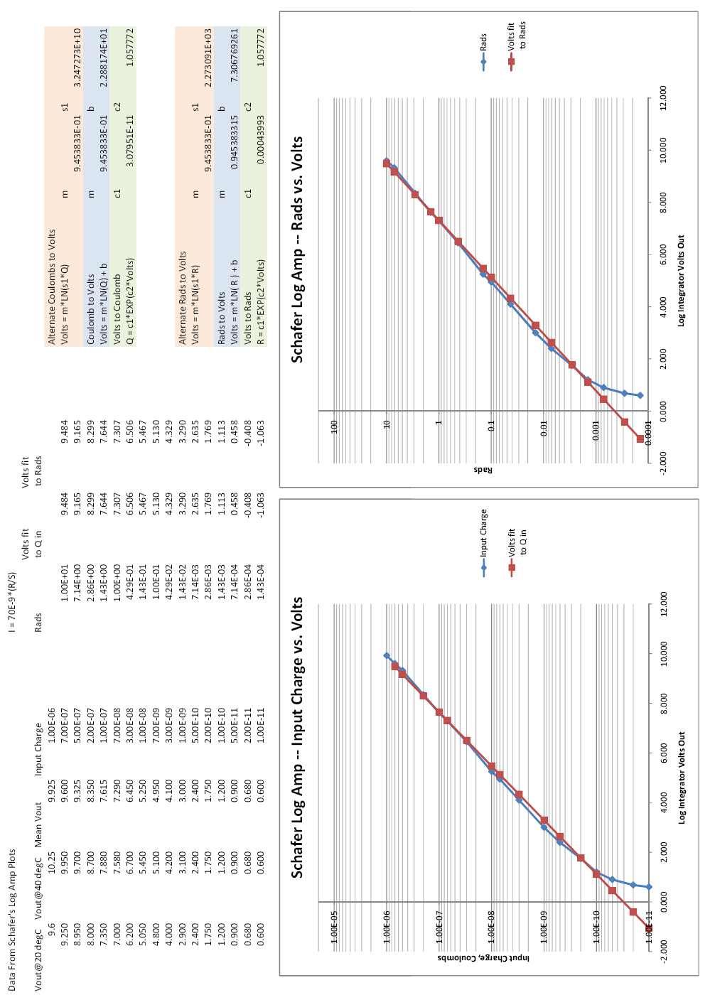 Data From Schafer's Log Amp Plots I = 70E-9*(R/S)
Volts fit Volts fit
Vout@20 degC Vout@40 degC Mean Vout Input Charge Rads to Q in to Rads
9.6 10.25 9.925 1.00E-06 Alternate Coulombs to Volts
9.250 9.950 9.600 7.00E-07 1.00E+01 9.484 9.484 Volts = m*LN(s1*Q) m s1
8.950 9.700 9.325 5.00E-07 7.14E+00 9.165 9.165 9.453833E-01 3.247273E+10
8.000 8.700 8.350 2.00E-07 2.86E+00 8.299 8.299 Coulomb to Volts m b
7.350 7.880 7.615 1.00E-07 1.43E+00 7.644 7.644 Volts = m*LN(Q) + b 9.453833E-01 2.288174E+01
7.000 7.580 7.290 7.00E-08 1.00E+00 7.307 7.307 Volts to Coulomb c1 c2
6.200 6.700 6.450 3.00E-08 4.29E-01 6.506 6.506 Q = c1*EXP(c2*Volts) 3.07951E-11 1.057772
5.050 5.450 5.250 1.00E-08 1.43E-01 5.467 5.467
4.800 5.100 4.950 7.00E-09 1.00E-01 5.130 5.130
4.000 4.200 4.100 3.00E-09 4.29E-02 4.329 4.329
2.900 3.100 3.000 1.00E-09 1.43E-02 3.290 3.290 Alternate Rads to Volts
2.400 2.400 2.400 5.00E-10 7.14E-03 2.635 2.635 Volts = m*LN(s1*R) m s1
1.750 1.750 1.750 2.00E-10 2.86E-03 1.769 1.769 9.453833E-01 2.273091E+03
1.200 1.200 1.200 1.00E-10 1.43E-03 1.113 1.113 Rads to Volts m b
0.900 0.900 0.900 5.00E-11 7.14E-04 0.458 0.458 Volts = m*LN( R ) + b 0.945383315 7.306769261
0.680 0.680 0.680 2.00E-11 2.86E-04 -0.408 -0.408 Volts to Rads c1 c2
0.600 0.600 0.600 1.00E-11 1.43E-04 -1.063 -1.063 R = c1*EXP(c2*Volts) 0.00043993 1.057772
Schafer Log Amp -- Input Charge vs. Volts
1.00E-05
1.00E-06
1.00E-07
1.00E-08
1.00E-09
1.00E-10
1.00E-11
Input Charge, Coulombs
-2.000 0.000 2.000 4.000 6.000 8.000 10.000 12.000
Log Integrator Volts Out
Input Charge
Volts fit
to Q in
Schafer Log Amp -- Rads vs. Volts
100
10
1
0.1
0.01
0.001
0.0001
Rads
-2.000 0.000 2.000 4.000 6.000 8.000 10.000 12.000
Log Integrator Volts Out
Rads
Volts fit
to Rads